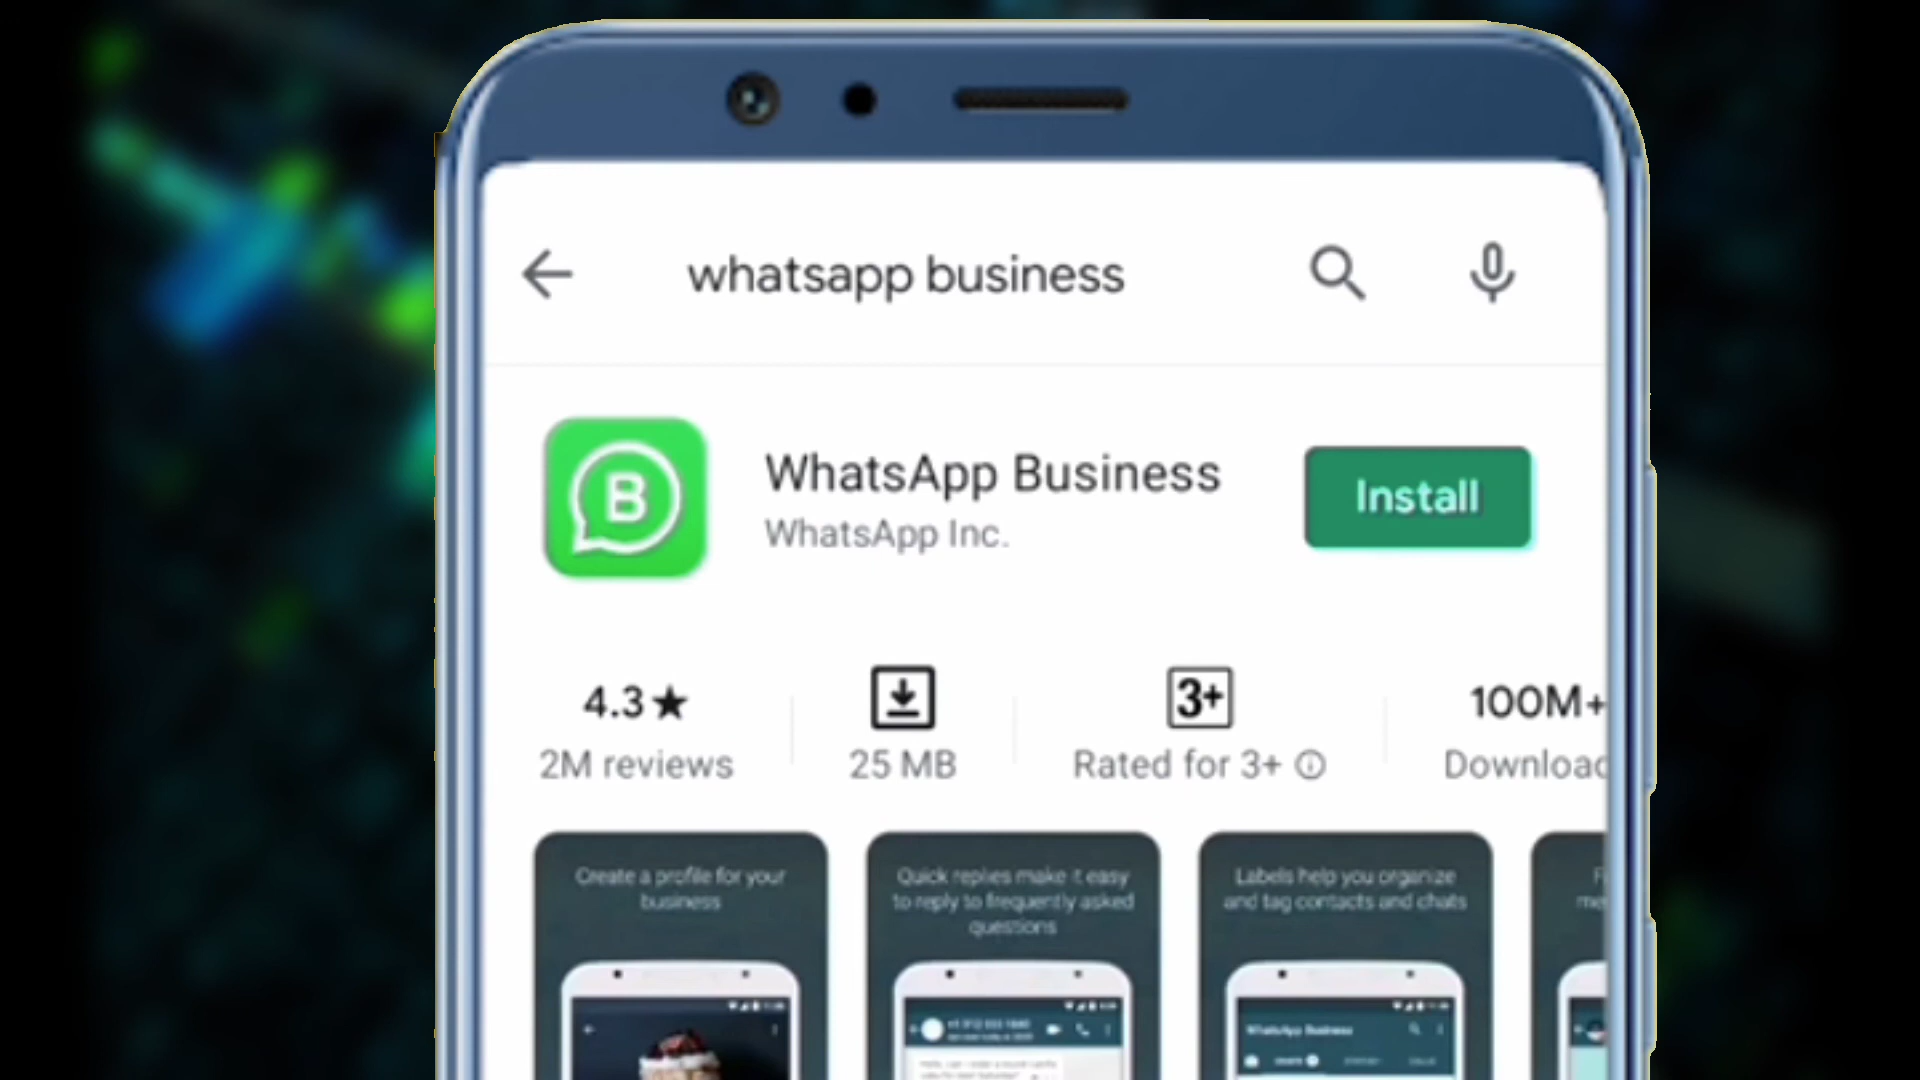 whatsapp business
B
WhatsApp Business
WhatsApp Inc.
Install
4.3★
2M reviews
25 MB
3+
Rated for 3+
100M+
Create a profile for your
business
Quick replies make it easy
to reply to frequently asked
questions
Labels help you organize
and tag contacts and chats
WhatsApp Business